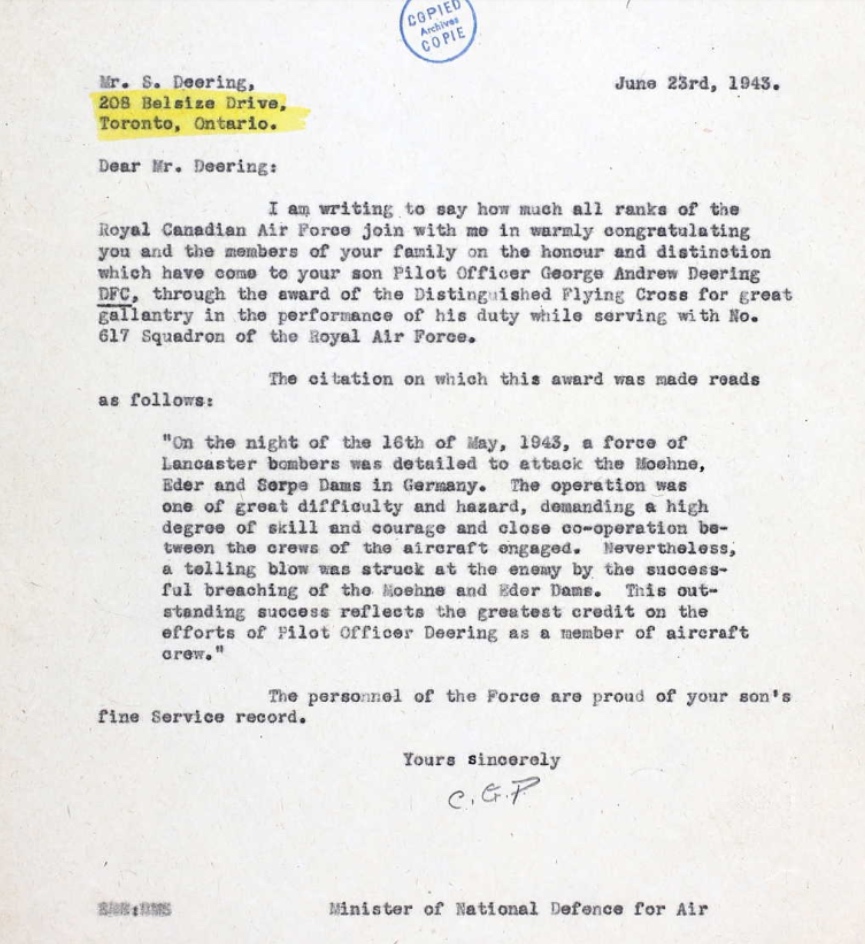 COPIED
Archives
COPIE
Mr. S. Deering,
June 23rd, 1943.
208 Belsize Drive,
Toronto, Ontario.
Dear Mr. Deering:
I am writing to say how much all ranks of the
Royal Canadian Air Force join with me in warmly congratulating
you and the members of your family on the honour and distinction
which have come to your son Pilot Officer George Andrew Deering
DFC, through the award of the Distinguished Flying Cross for great
gallantry in the performance of his duty while serving with No.
617 Squadron of the Royal Air Force.
The citation on which this award was made reads
as follows:
"On the night of the 16th of May, 1943, a force of
Lancaster bombers was detailed to attack the Moehne,
Eder and Serpe Dams in Germany. The operation was
one of great difficulty and hazard, demanding a high
degree of skill and courage and close co-operation be-
tween the crews of the aircraft engaged. Nevertheless,
a telling blow was struck at the enemy by the success-
ful breaching of the Moehne and Eder Dams. This out-
standing success reflects the greatest credit on the
efforts of Pilot Officer Deering as a member of aircraft
crew."
The personnel of the Force are proud of your son's
fine Service record.
Yours sincerely
C.G.P
Minister of National Defence for Air